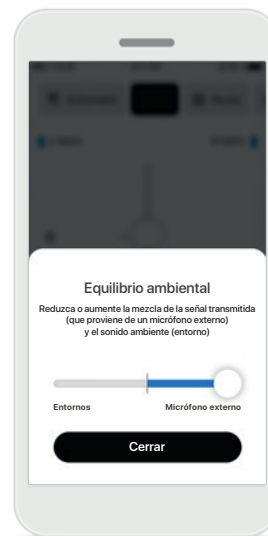 Equilibrio ambiental
Reduzca o aumente la mezcla de la señal transmitida
(que proviene de un micrófono externo)
y el sonido ambiente (entorno)
Entornos
Micrófono externo
Cerrar